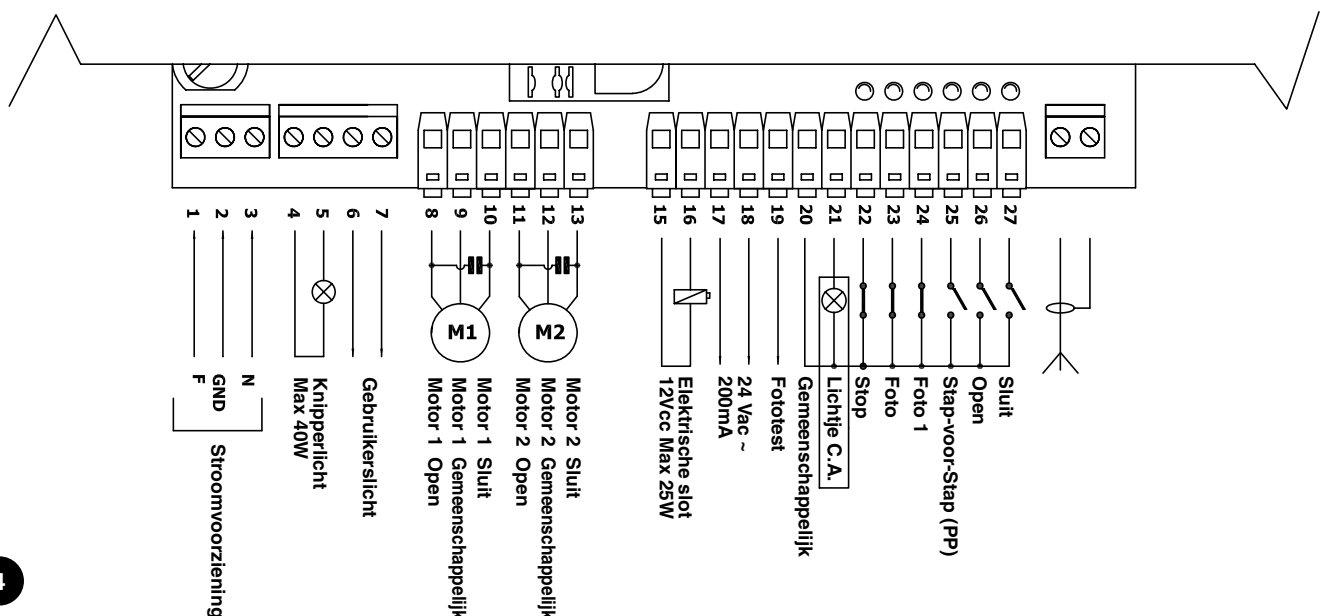 1
2
3
4
5
6
7
8
9
10
11
12
13
15
16
17
18
19
20
21
22
23
24
25
26
27
M1
M2
F
GND
N
Stroomvoorziening
Knipperlicht
Max 40W
Gebruikerslicht
Motor 1 Sluit
Motor 1 Gemeenschappelijk
Motor 1 Open
Motor 2 Sluit
Motor 2 Gemeenschappelijk
Motor 2 Open
Elektrische slot
12Vcc Max 25W
24 Vac ~
200mA
Fototest
Gemeenschappelijk
Lichtje C.A.
Stop
Foto
Foto 1
Stap-voor-Stap (PP)
Open
Sluit
4